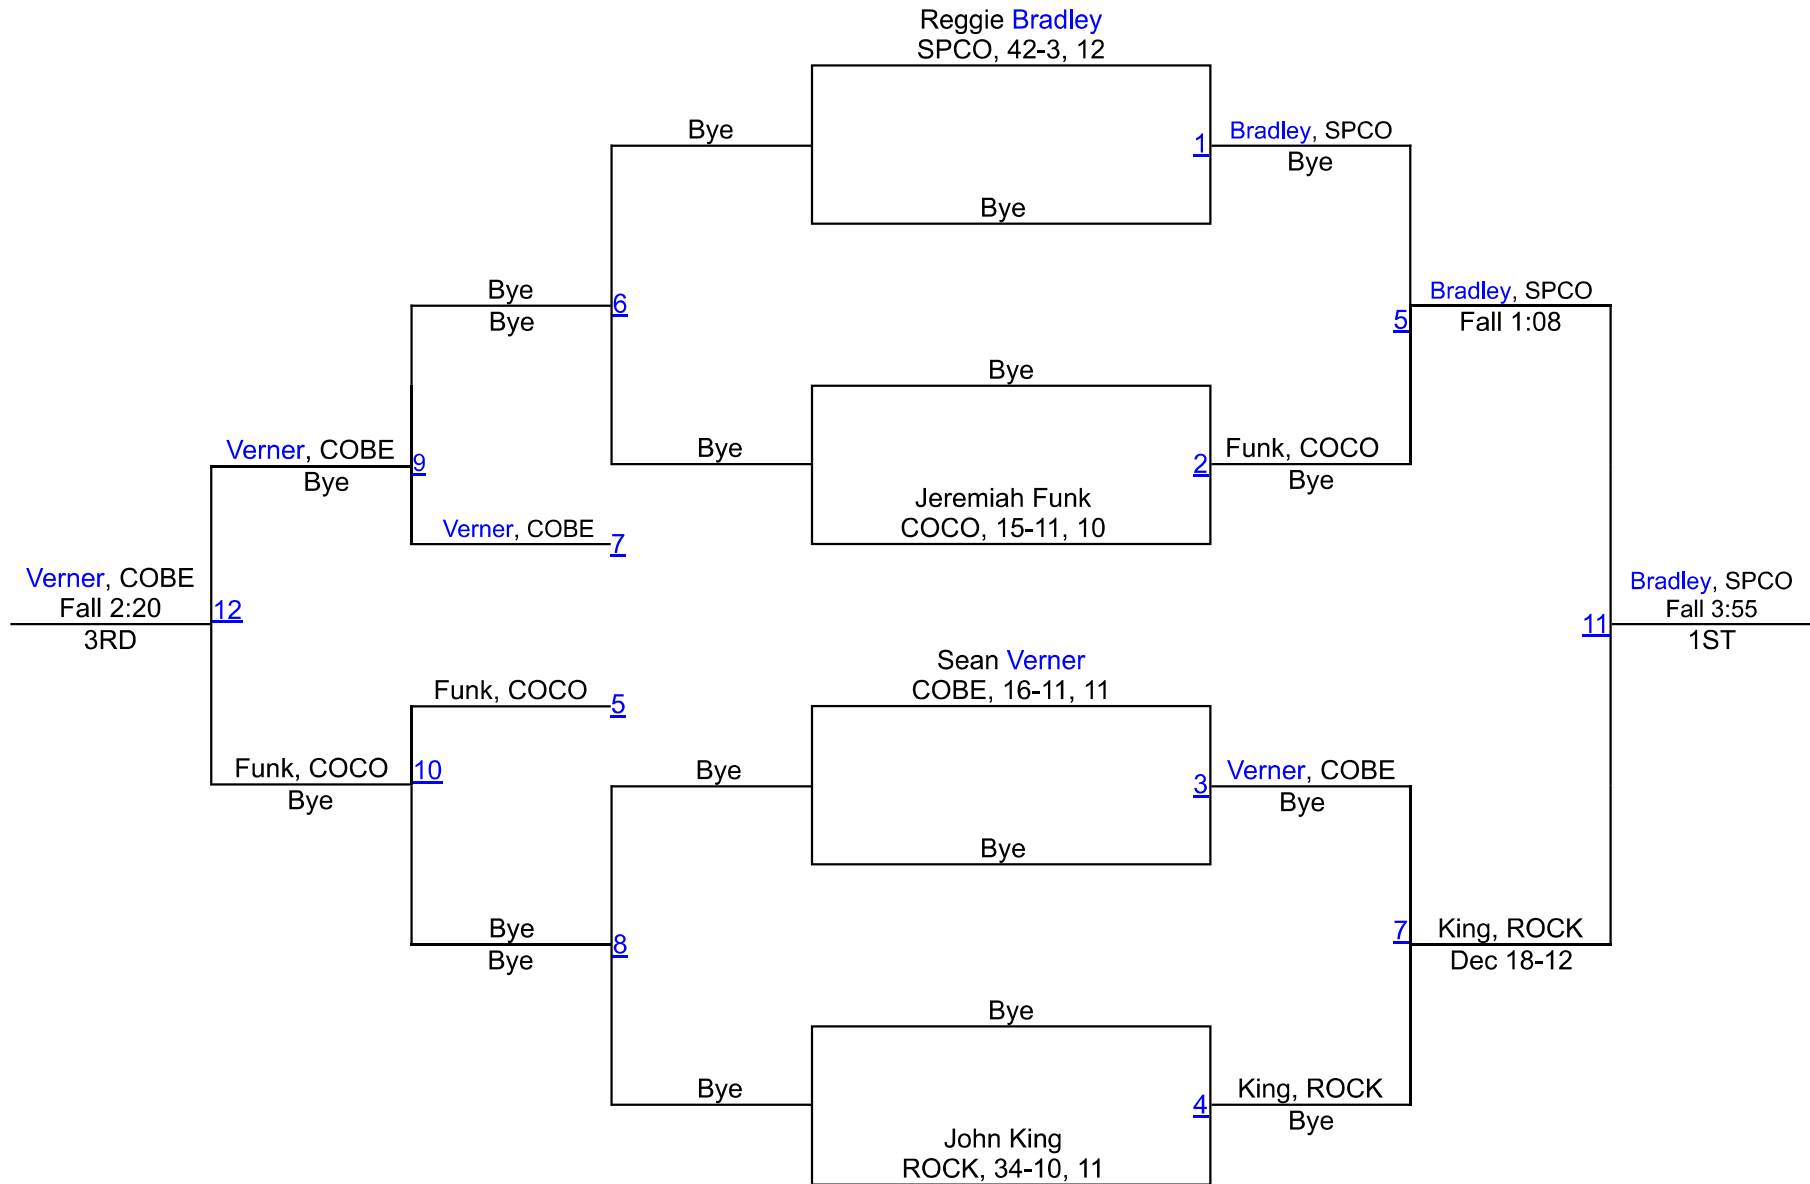 Reggie Bradley
SPCO, 42-3, 12
Bye
1
Bradley, SPCO
Bye
Bye
Bye
Bye
6
Bradley, SPCO
Fall 1:08
5
Bye
Verner, COBE
Bye
9
Bye
2
Funk, COCO
Bye
Jeremiah Funk
COCO, 15-11, 10
Verner, COBE
7
Verner, COBE
Fall 2:20
3RD
12
Bradley, SPCO
Fall 3:55
1ST
11
Sean Verner
COBE, 16-11, 11
Funk, COCO
5
Funk, COCO
Bye
10
Bye
3
Verner, COBE
Bye
Bye
Bye
Bye
8
7
King, ROCK
Dec 18-12
Bye
Bye
4
King, ROCK
Bye
John King
ROCK, 34-10, 11